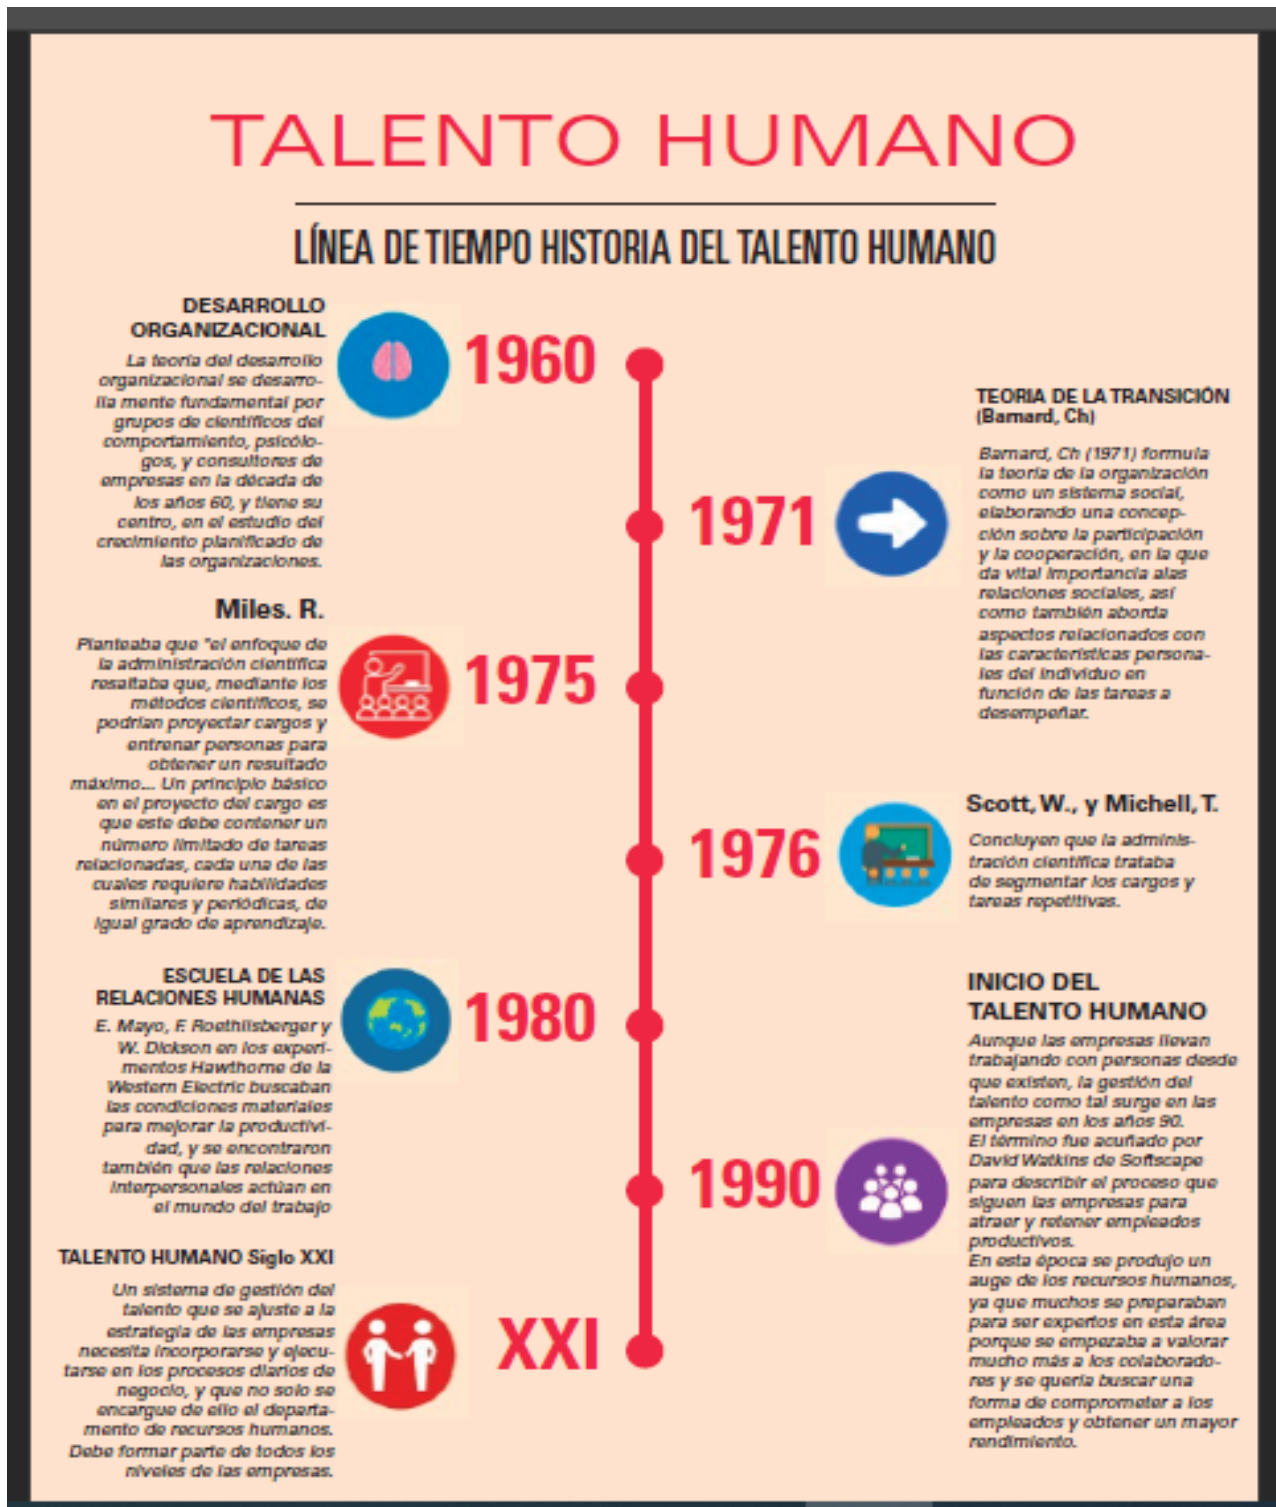 TALENTO HUMANO
LÍNEA DE TIEMPO HISTORIA DEL TALENTO HUMANO
DESARROLLO
ORGANIZACIONAL
La teoría del desarrollo
organizacional se desarro-
lla mente fundamental por
grupos de científicos del
comportamiento, psicólo-
gos, y consultores de
empresas en la década de
los años 60, y tiene su
centro, en el estudio del
crecimiento planificado de
las organizaciones.
1960
TEORIA DE LA TRANSICIÓN
(Barnard, Ch)
Barnard, Ch (1971) formula
la teoría de la organización
como un sistema social,
elaborando una concep-
ción sobre la participación
y la cooperación, en la que
da vital importancia alas
relaciones sociales, así
como también aborda
aspectos relacionados con
las características persona-
les del individuo en
función de las tareas a
desempeñar.
1971
Miles. R.
Planteaba que "el enfoque de
la administración científica
resaltaba que, mediante los
métodos científicos, se
podrían proyectar cargos y
entrenar personas para
obtener un resultado
máximo... Un principio básico
en el proyecto del cargo es
que este debe contener un
número limitado de tareas
relacionadas, cada una de las
cuales requiere habilidades
similares y periódicas, de
igual grado de aprendizaje.
1975
Scott, W., y Michell, T.
Concluyen que la adminis-
tración científica trataba
de segmentar los cargos y
tareas repetitivas.
1976
ESCUELA DE LAS
RELACIONES HUMANAS
E. Mayo, F. Roethlisberger y
W. Dickson en los experi-
mentos Hawthorne de la
Western Electric buscaban
las condiciones materiales
para mejorar la productivi-
dad, y se encontraron
también que las relaciones
interpersonales actúan en
el mundo del trabajo
1980
INICIO DEL
TALENTO HUMANO
Aunque las empresas llevan
trabajando con personas desde
que existen, la gestión del
talento como tal surge en las
empresas en los años 90.
El término fue acuñado por
David Watkins de Softscape
para describir el proceso que
siguen las empresas para
atraer y retener empleados
productivos.
En esta época se produjo un
auge de los recursos humanos,
ya que muchos se preparaban
para ser expertos en esta área
porque se empezaba a valorar
mucho más a los colaborado-
res y se quería buscar una
forma de comprometer a los
empleados y obtener un mayor
rendimiento.
1990
TALENTO HUMANO Siglo XXI
Un sistema de gestión del
talento que se ajuste a la
estrategia de las empresas
necesita incorporarse y ejecu-
tarse en los procesos diarios de
negocio, y que no solo se
encargue de ello el departa-
mento de recursos humanos.
Debe formar parte de todos los
niveles de las empresas.
XXI